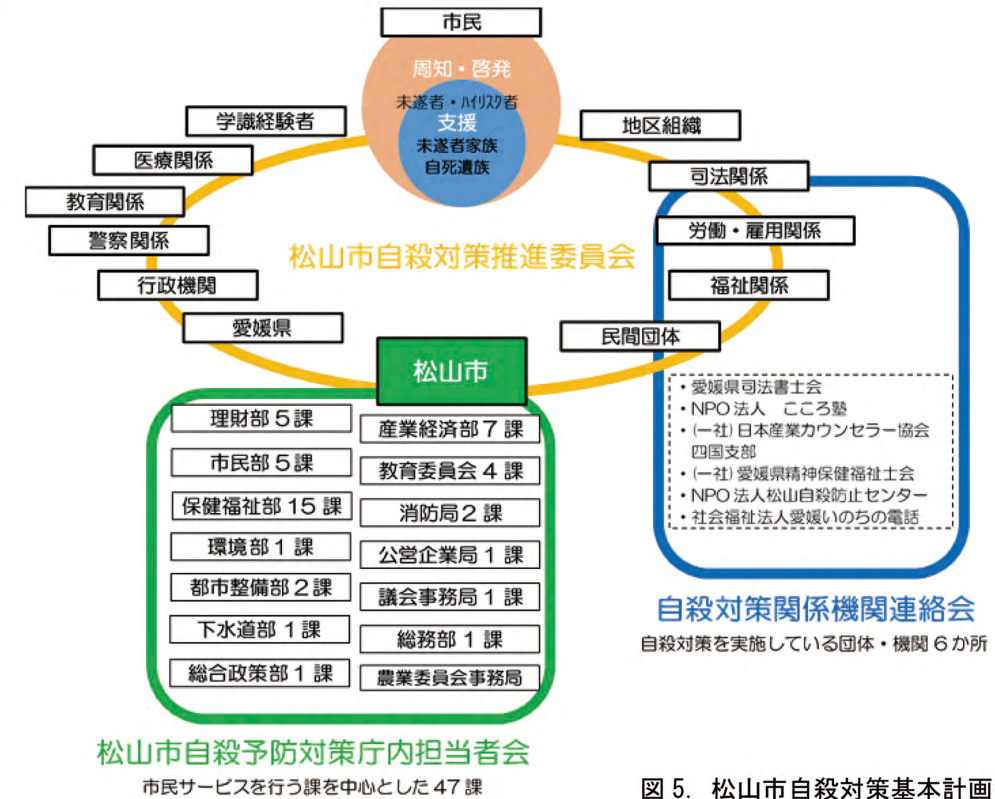 市民
周知・啓発
未遂者・ハイリスク者
支援
未遂者家族
自死遺族
学識経験者
医療関係
教育関係
警察関係
行政機関
愛媛県
地区組織
司法関係
労働・雇用関係
福祉関係
民間団体
松山市自殺対策推進委員会
松山市
理財部5課
市民部5課
保健福祉部15課
環境部1課
都市整備部2課
下水道部1課
総合政策部1課
産業経済部7課
教育委員会4課
消防局2課
公営企業局1課
議会事務局1課
総務部1課
農業委員会事務局
松山市自殺予防対策庁内担当者会
市民サービスを行う課を中心とした47課
・愛媛県司法書士会
・NPO法人　こころ塾
・(一社)日本産業カウンセラー協会
四国支部
・(一社)愛媛県精神保健福祉士会
・NPO法人松山自殺防止センター
・社会福祉法人愛媛いのちの電話
自殺対策関係機関連絡会
自殺対策を実施している団体・機関6か所
図5. 松山市自殺対策基本計画